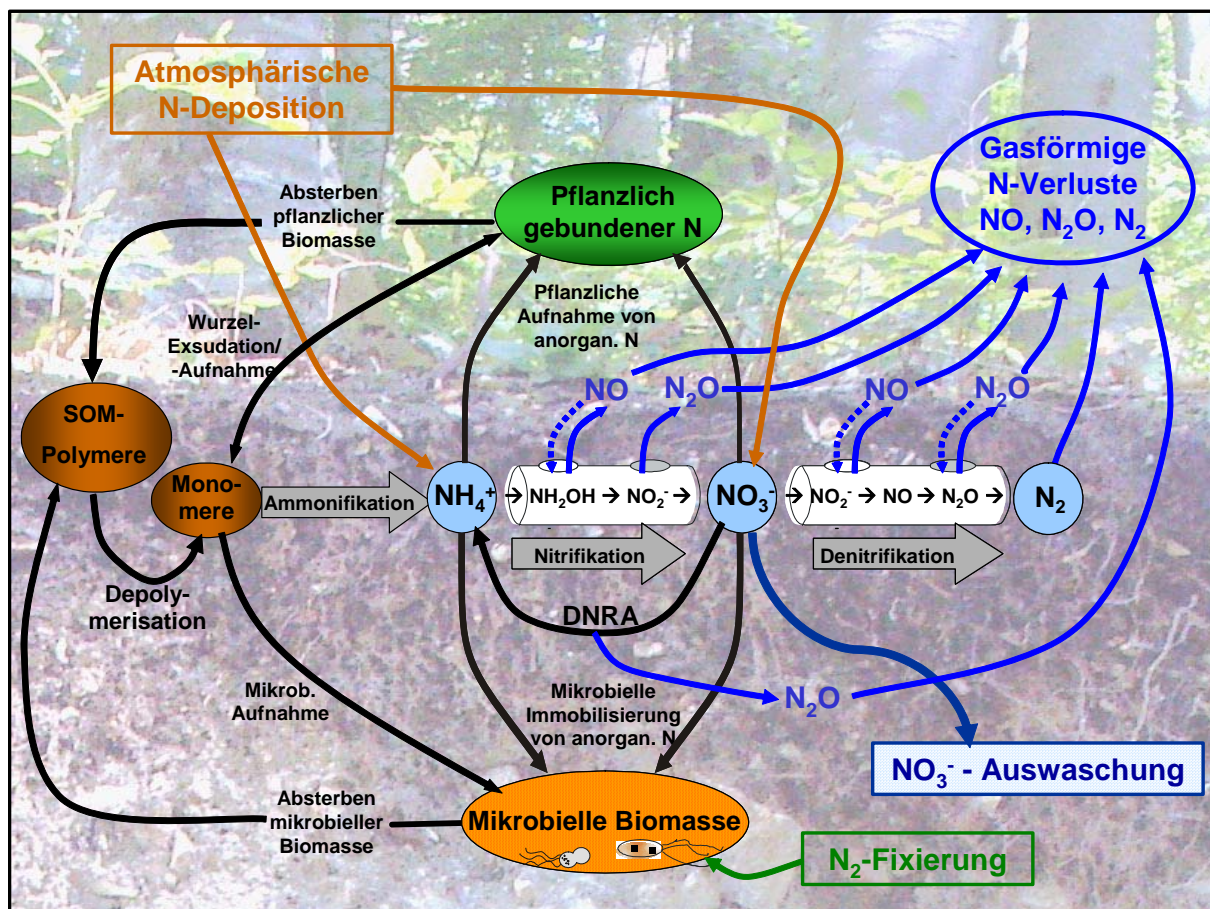 Atmosphärische
N-Deposition
Gasförmige
N-Verluste
NO, N₂O, N₂
Absterben
pflanzlicher
Biomasse
Pflanzlich
gebundener N
Pflanzliche
Aufnahme von
anorgan. N
Wurzel-
Exsudation/
-Aufnahme
NO
N₂O
NO
N₂O
SOM-
Polymere
Mono-
mere
Ammonifikation
NH₄⁺
NH₂OH
NO₂⁻
NO₃⁻
NO₂⁻
NO
N₂O
N₂
Nitrifikation
Denitrifikation
Depoly-
merisation
DNRA
Mikrob.
Aufnahme
Mikrobielle
Immobilisierung
von anorgan. N
N₂O
NO₃⁻ - Auswaschung
Absterben
mikrobieller
Biomasse
Mikrobielle Biomasse
N₂-Fixierung